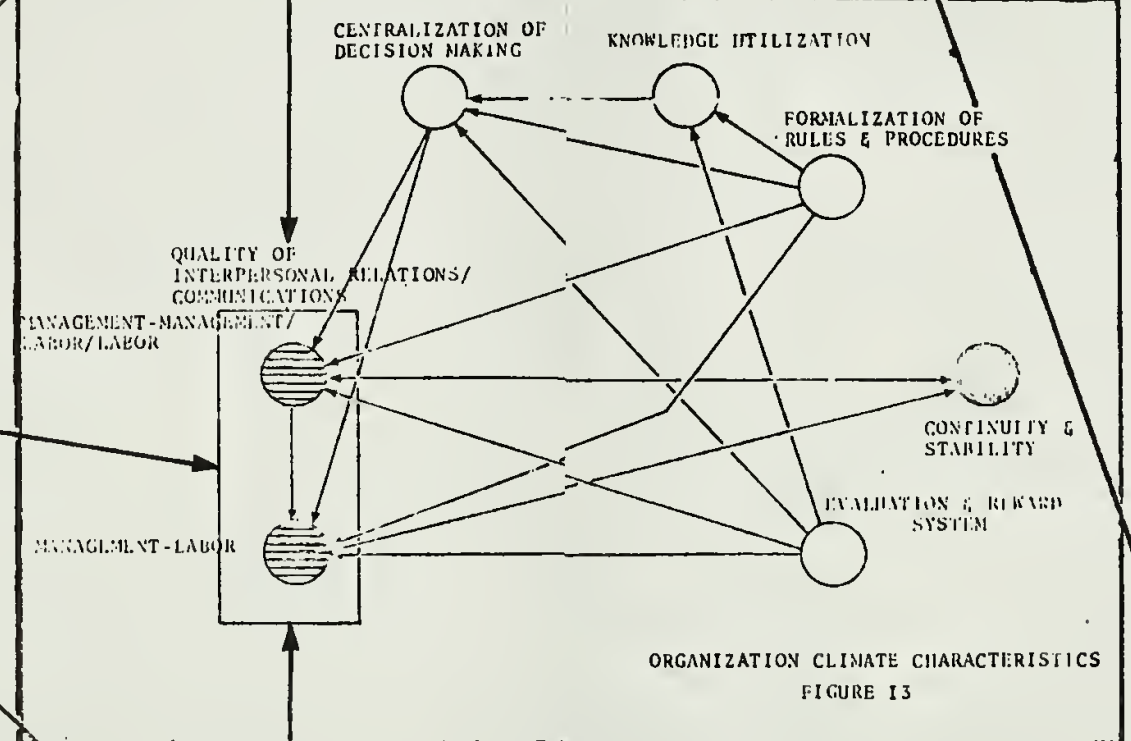 CENTRALIZATION OF
DECISION MAKING
KNOWLEDGE UTILIZATION
FORMALIZATION OF
RULES & PROCEDURES
QUALITY OF
INTERPERSONAL RELATIONS/
COMMUNICATIONS
MANAGEMENT-MANAGEMENT/
LABOR/LABOR
CONTINUITY &
STABILITY
EVALUATION & REWARD
SYSTEM
MANAGEMENT-LABOR
ORGANIZATION CLIMATE CHARACTERISTICS
FIGURE I3